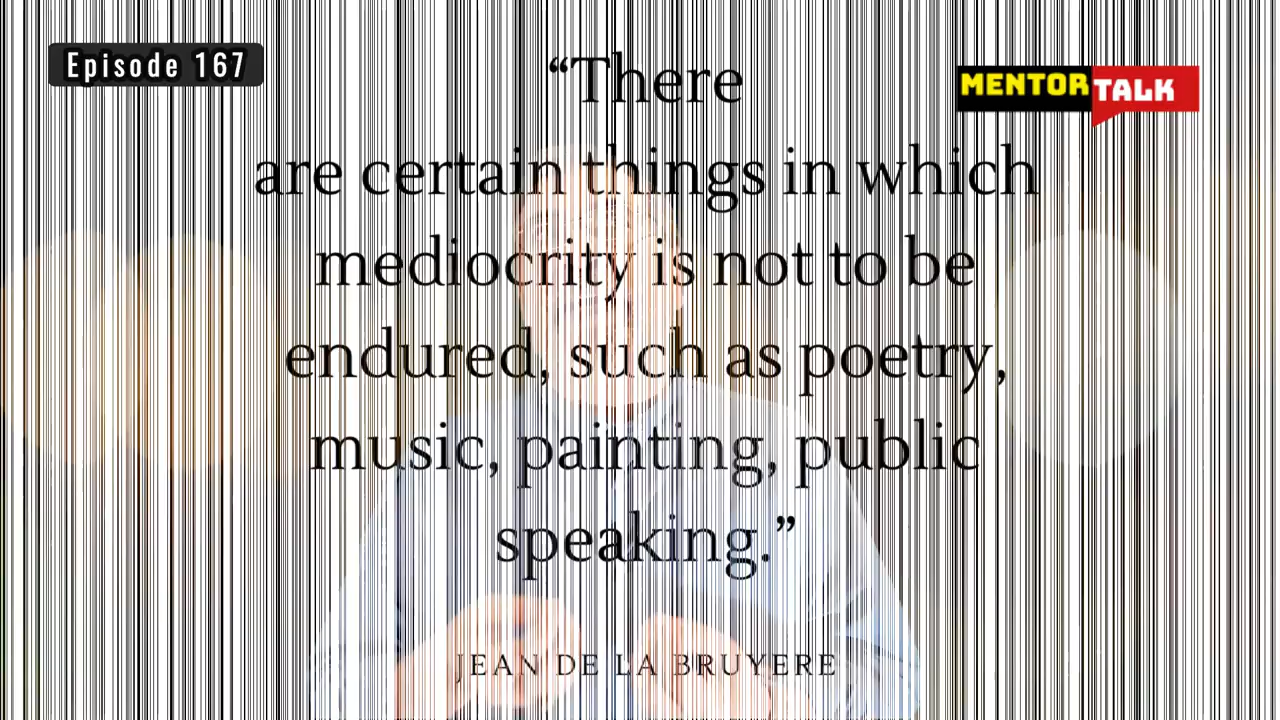 Episode 167
MENTOR TALK
“There
are certain things in which
mediocrity is not to be
endured, such as poetry,
music, painting, public
speaking.”
JEAN DE LA BRUYERE